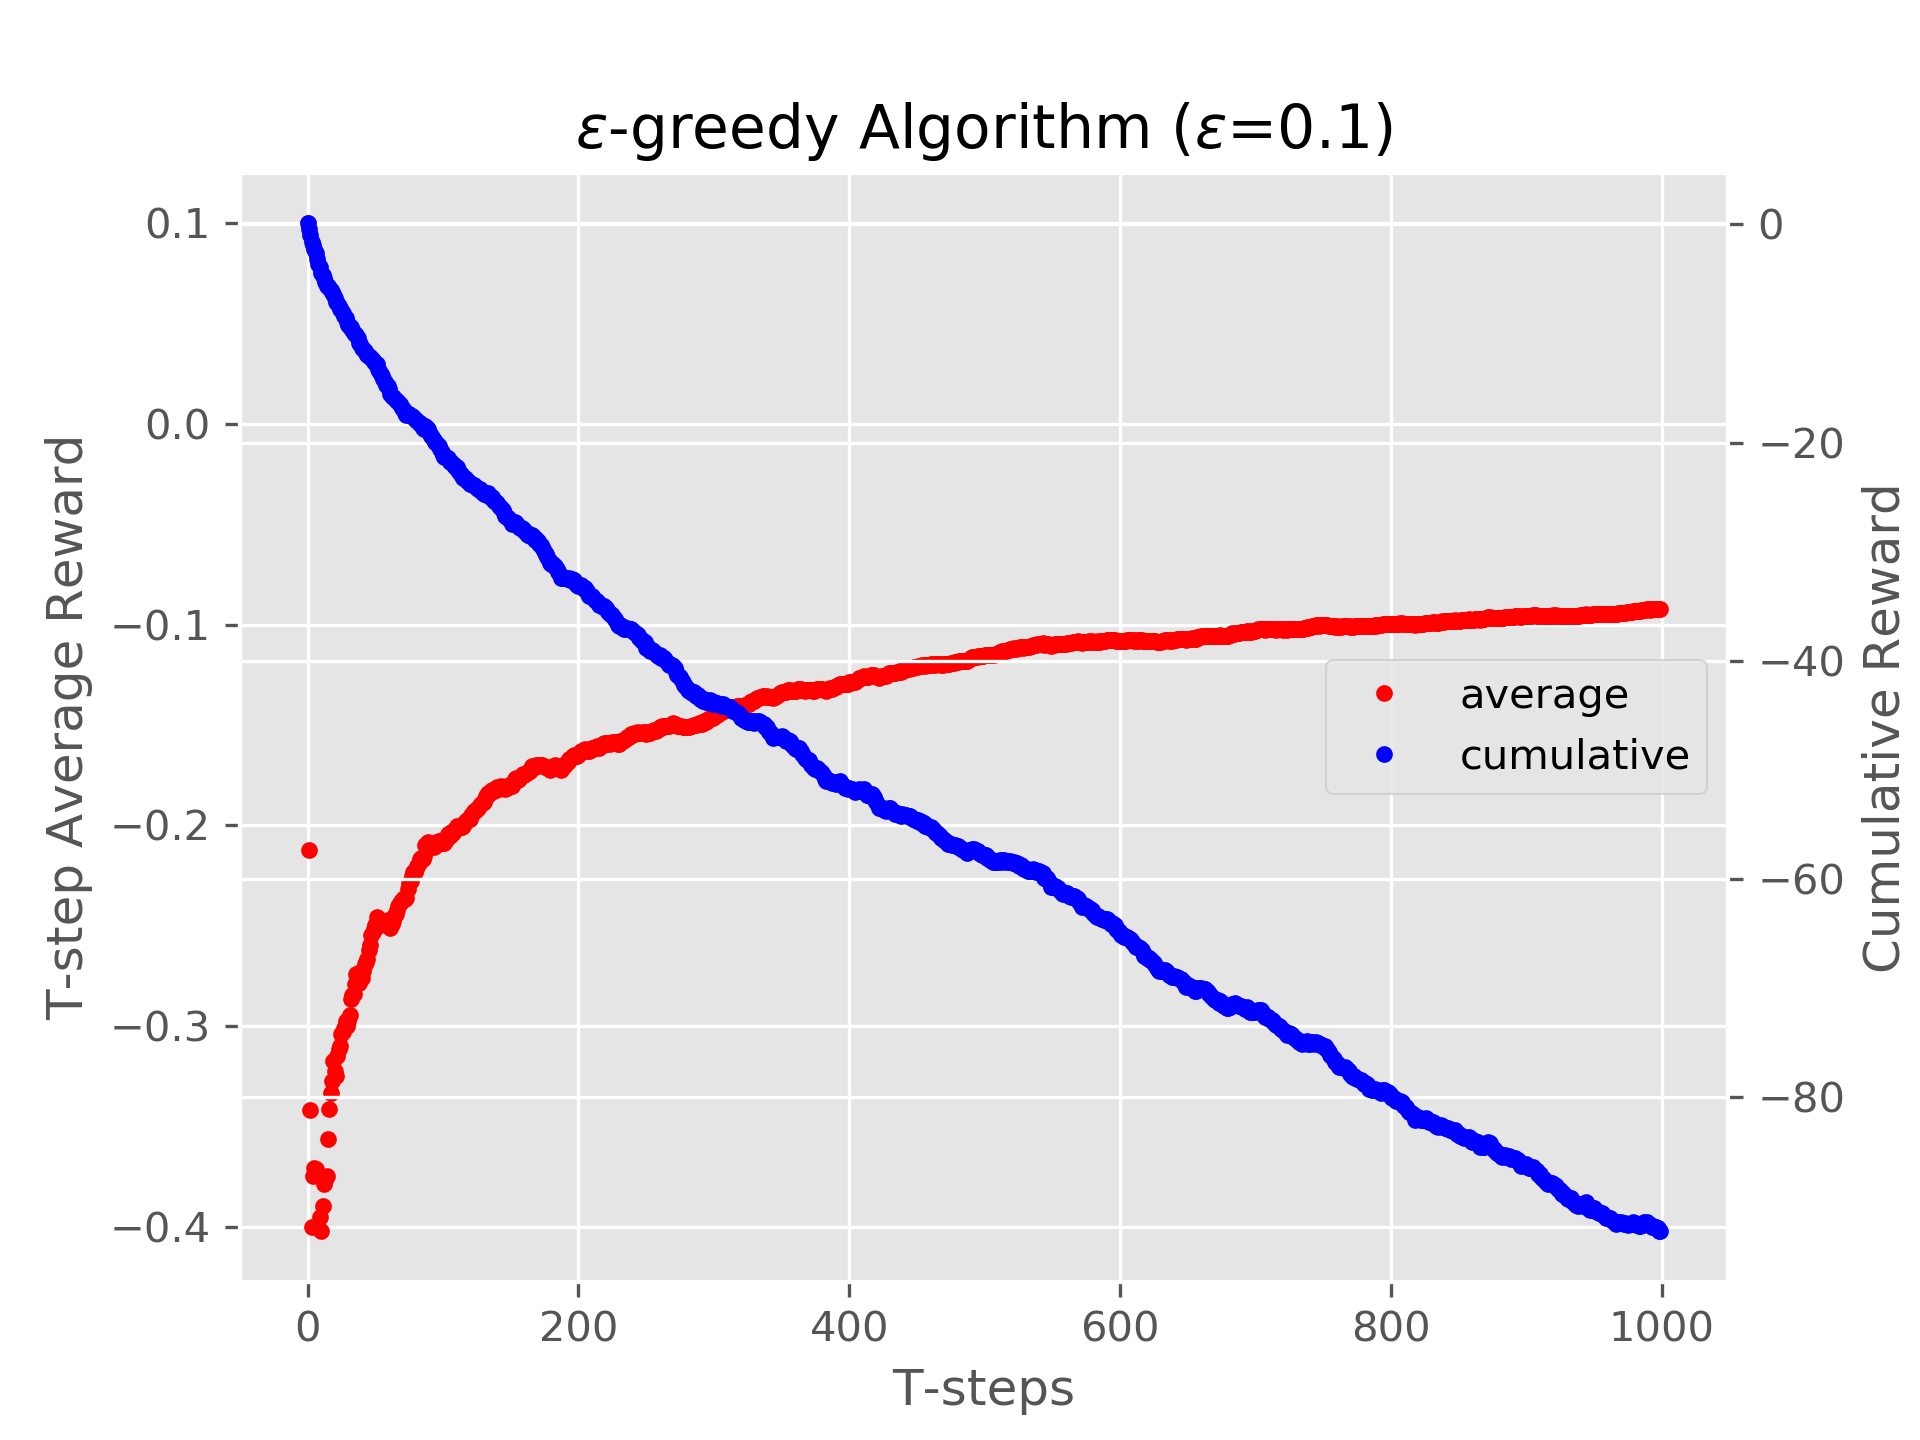 ε-greedy Algorithm (ε=0.1)
0.1
0.0
−0.1
−0.2
−0.3
−0.4
T-step Average Reward
0
−20
−40
−60
−80
Cumulative Reward
average
cumulative
0 200 400 600 800 1000
T-steps